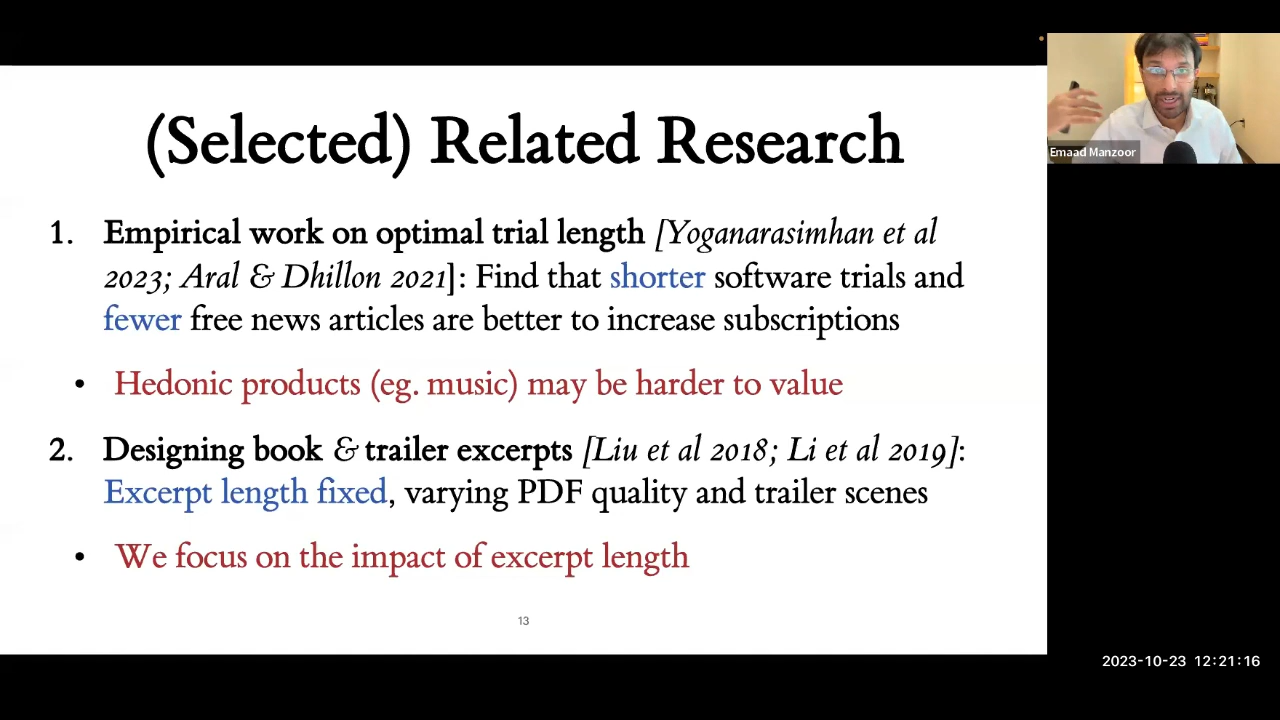 (Selected) Related Research
1. Empirical work on optimal trial length [Yoganarasimhan et al
2023; Aral & Dhillon 2021]: Find that shorter software trials and
fewer free news articles are better to increase subscriptions
• Hedonic products (eg. music) may be harder to value
2. Designing book & trailer excerpts [Liu et al 2018; Li et al 2019]:
Excerpt length fixed, varying PDF quality and trailer scenes
• We focus on the impact of excerpt length
13
Emaad Manzoor
2023-10-23 12:21:16